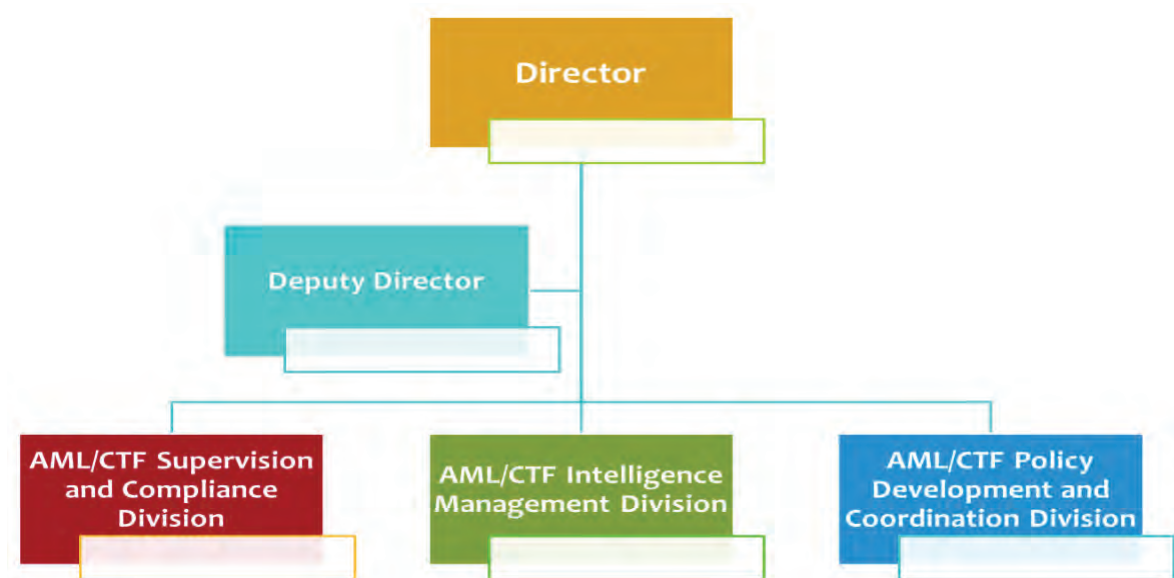 Director
Deputy Director
AML/CTF Supervision
and Compliance
Division
AML/CTF Intelligence
Management Division
AML/CTF Policy
Development and
Coordination Division